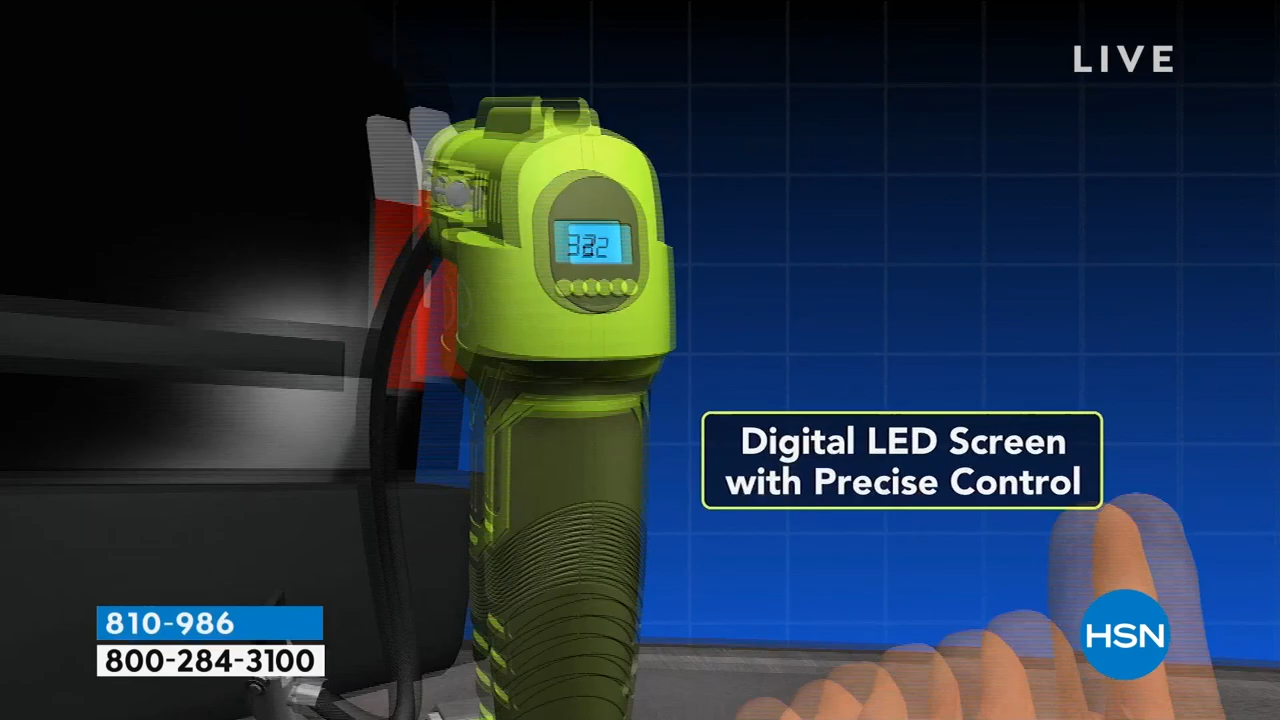 LIVE
Digital LED Screen
with Precise Control
810-986
800-284-3100
HSN